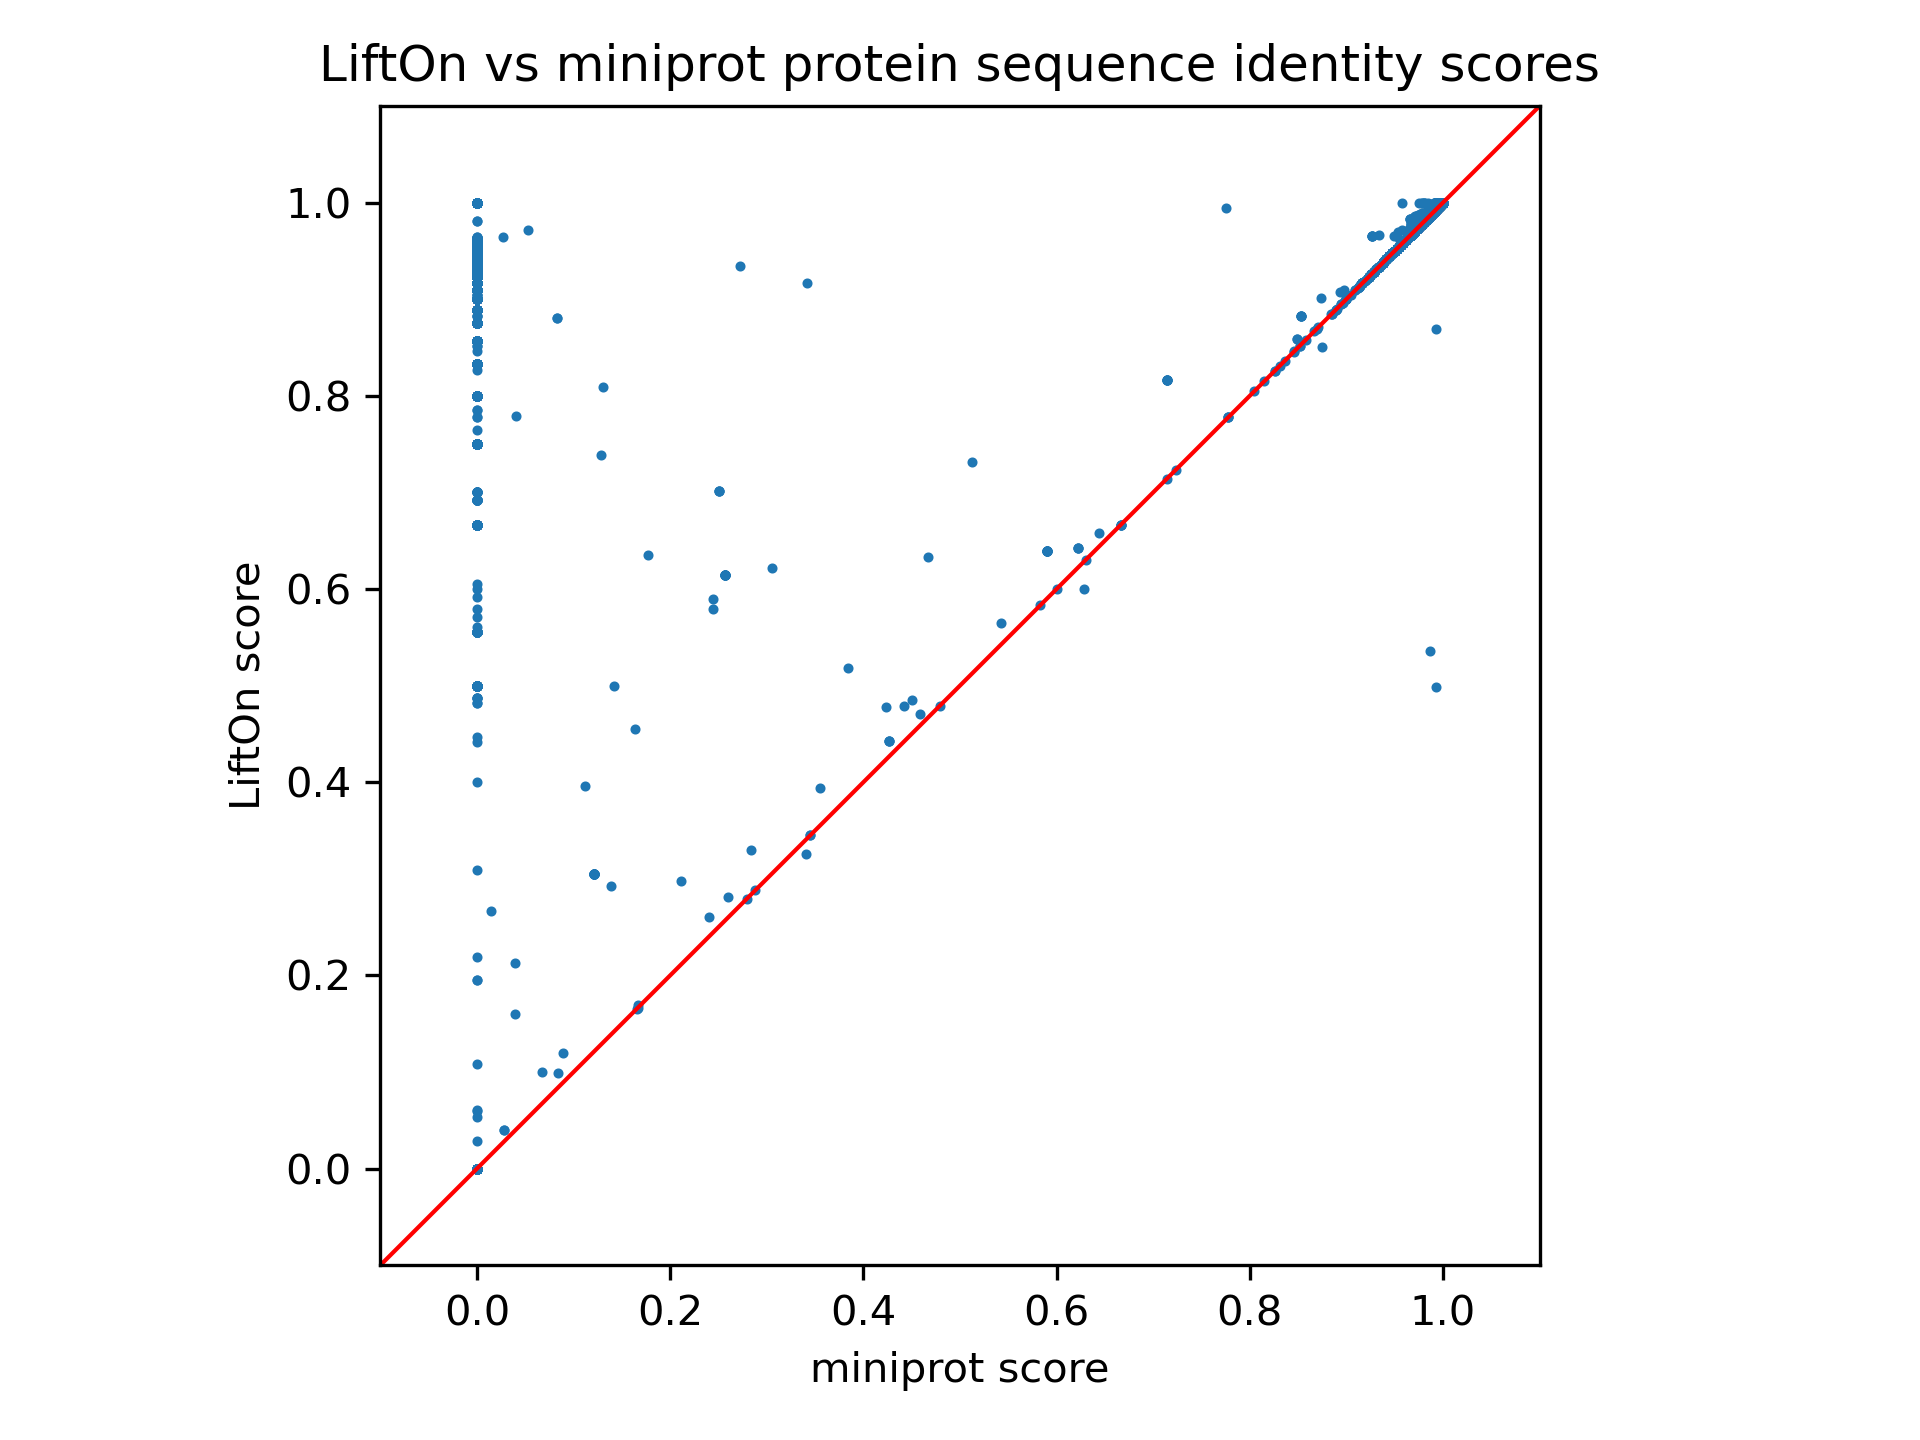 LiftOn vs miniprot protein sequence identity scores
1.0
0.8
0.6
0.4
0.2
0.0
LiftOn score
0.0 0.2 0.4 0.6 0.8 1.0
miniprot score